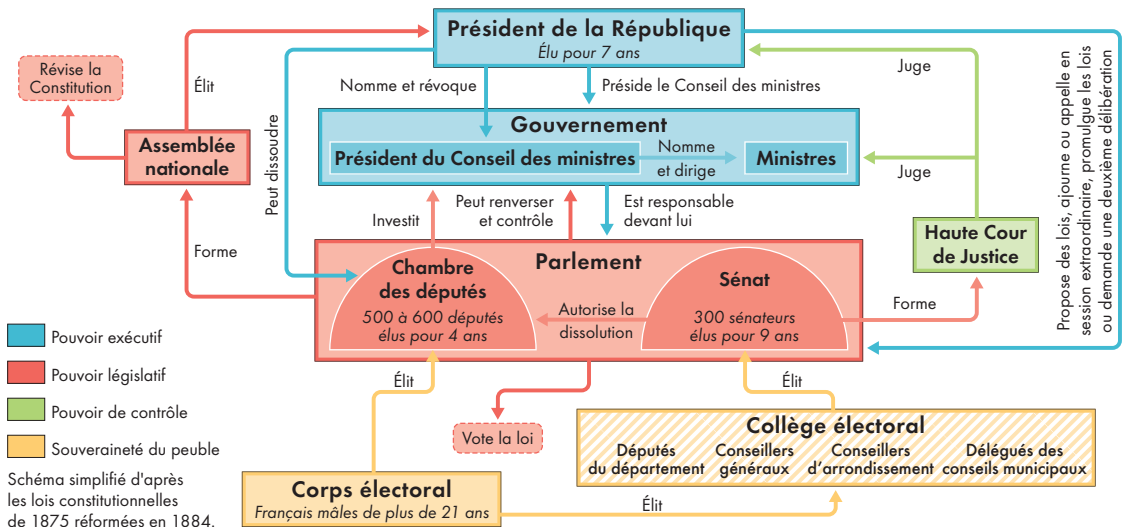 Président de la République
Élu pour 7 ans
Révise la
Constitution
Élit
Nomme et révoque
Préside le Conseil des ministres
Juge
Peut dissoudre
Propose des lois, ajourne ou appelle en
session extraordinaire, promulgue les lois
ou demande une deuxième délibération
Assemblée
nationale
Gouvernement
Président du Conseil des ministres
Nomme
et dirige
Ministres
Juge
Investit
Peut renverser
et contrôle
Est responsable
devant lui
Forme
Haute Cour
de Justice
Parlement
Chambre
des députés
500 à 600 députés
élus pour 4 ans
Autorise la
dissolution
Sénat
300 sénateurs
élus pour 9 ans
Forme
Pouvoir exécutif
Pouvoir législatif
Pouvoir de contrôle
Souveraineté du peuble
Élit
Élit
Vote la loi
Collège électoral
Députés
du département
Conseillers
généraux
Conseillers
d'arrondissement
Délégués des
conseils municipaux
Schéma simplifié d'après
les lois constitutionnelles
de 1875 réformées en 1884.
Corps électoral
Français mâles de plus de 21 ans
Élit